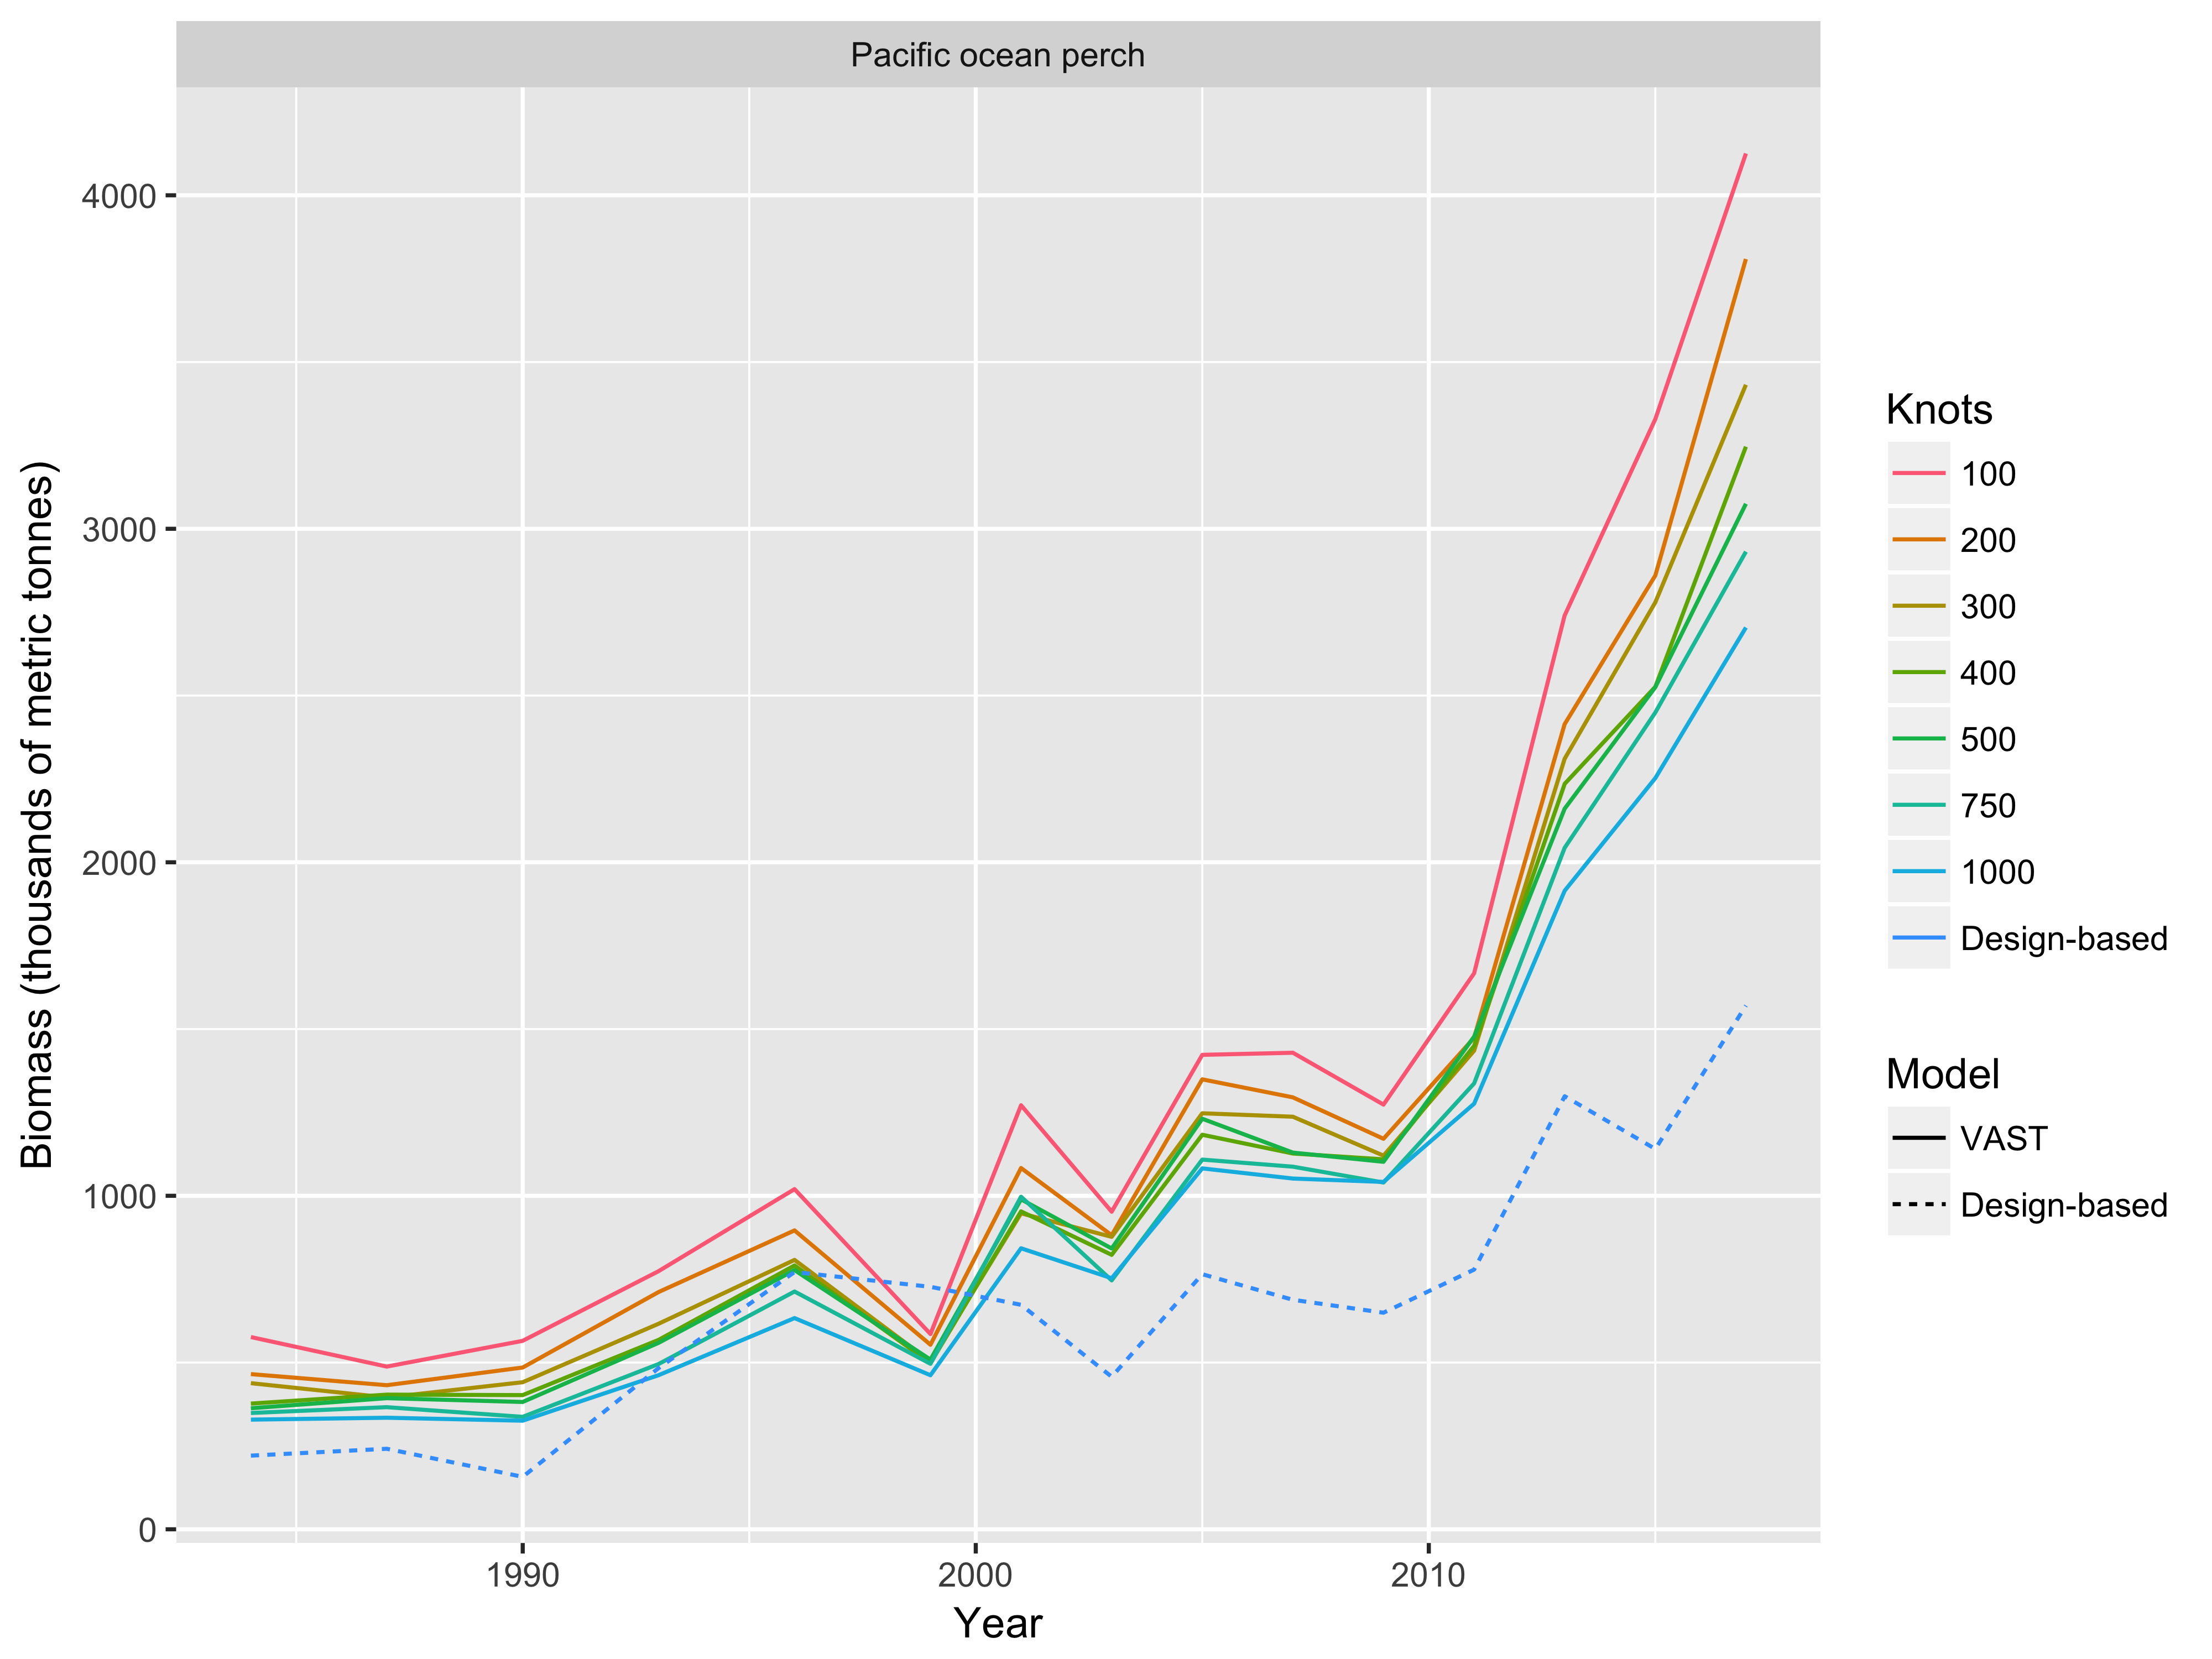 Pacific ocean perch
Biomass (thousands of metric tonnes)
4000
3000
2000
1000
0
1990
2000
2010
Year
Knots
100
200
300
400
500
750
1000
Design-based
Model
VAST
Design-based